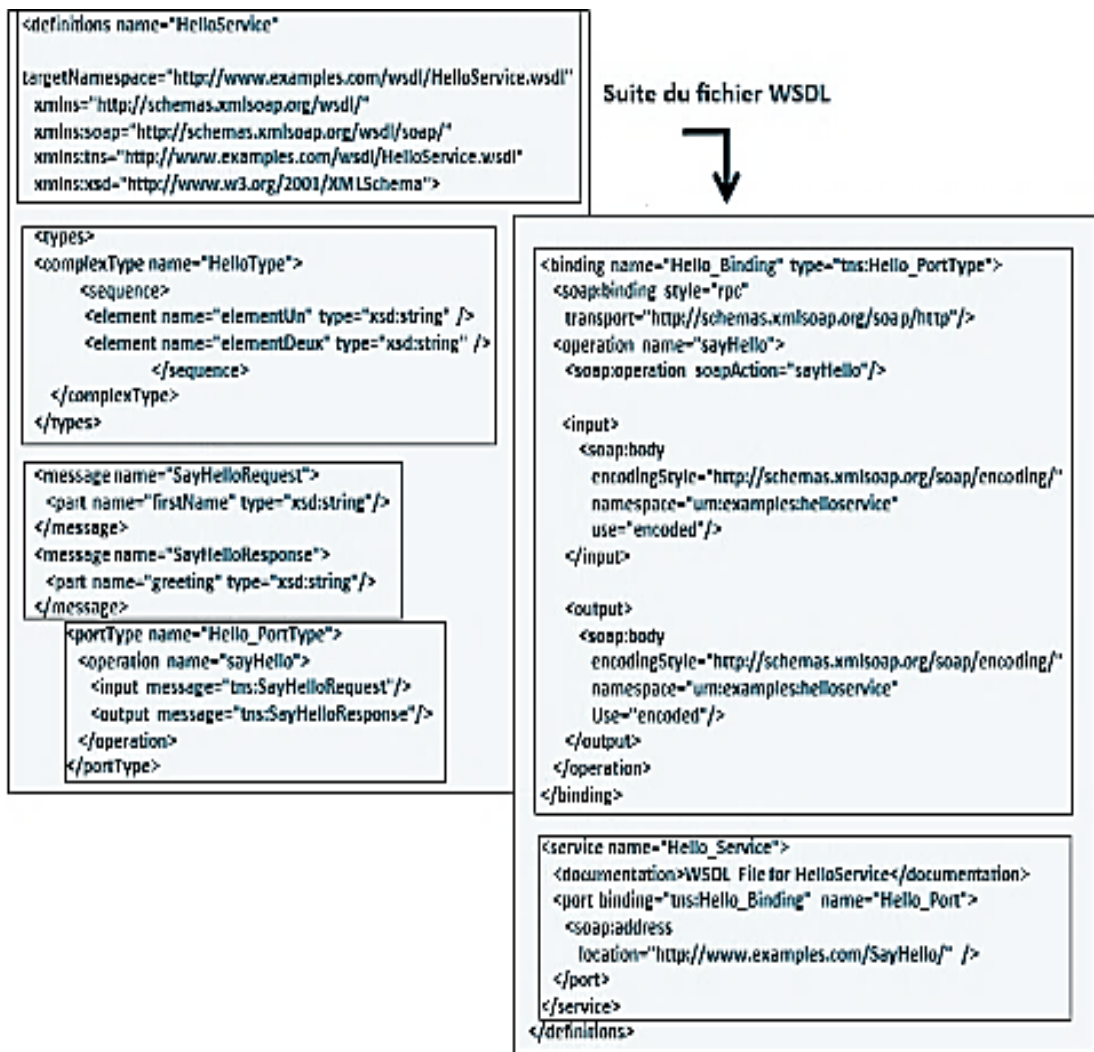 <definitions name="HelloService"
targetNamespace="http://www.examples.com/wsdl/HelloService.wsdl"
xmlns="http://schemas.xmlsoap.org/wsdl/"
xmlns:soap="http://schemas.xmlsoap.org/wsdl/soap/"
xmlns:tns="http://www.examples.com/wsdl/HelloService.wsdl"
xmlns:xsd="http://www.w3.org/2001/XMLSchema">
<types>
<complexType name="HelloType">
<sequence>
<element name="elementUn" type="xsd:string" />
<element name="elementDeux" type="xsd:string" />
</sequence>
</complexType>
</types>
<message name="SayHelloRequest">
<part name="firstName" type="xsd:string"/>
</message>
<message name="SayHelloResponse">
<part name="greeting" type="xsd:string"/>
</message>
<portType name="Hello_PortType">
<operation name="sayHello">
<input message="tns:SayHelloRequest"/>
<output message="tns:SayHelloResponse"/>
</operation>
</portType>
Suite du fichier WSDL
<binding name="Hello_Binding" type="tns:Hello_PortType">
<soap:binding style="rpc"
transport="http://schemas.xmlsoap.org/soap/http"/>
<operation name="sayHello">
<soap:operation soapAction="sayHello"/>
<input>
<soap:body
encodingStyle="http://schemas.xmlsoap.org/soap/encoding/"
namespace="urn:examples:helloservice"
use="encoded"/>
</input>
<output>
<soap:body
encodingStyle="http://schemas.xmlsoap.org/soap/encoding/"
namespace="urn:examples:helloservice"
Use="encoded"/>
</output>
</operation>
</binding>
<service name="Hello_Service">
<documentation>WSDL File for HelloService</documentation>
<port binding="tns:Hello_Binding" name="Hello_Port">
<soap:address
location="http://www.examples.com/SayHello/" />
</port>
</service>
</definitions>